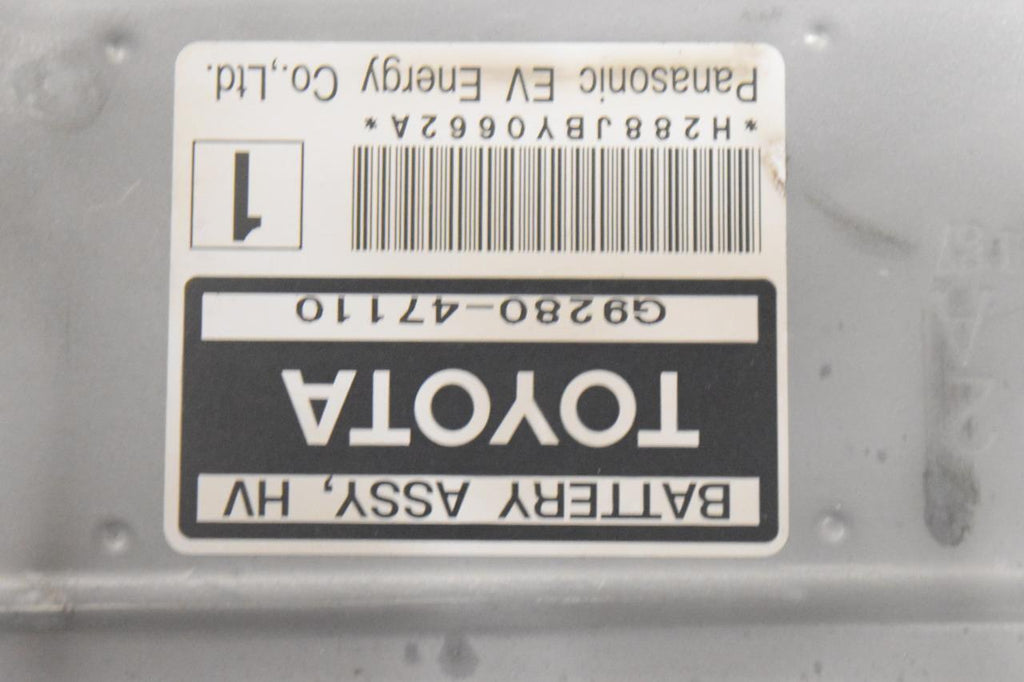 BATTERY ASSY, HV
TOYOTA
G9280-47110
1
*H288JBY0662A*
Panasonic EV Energy Co.,Ltd.